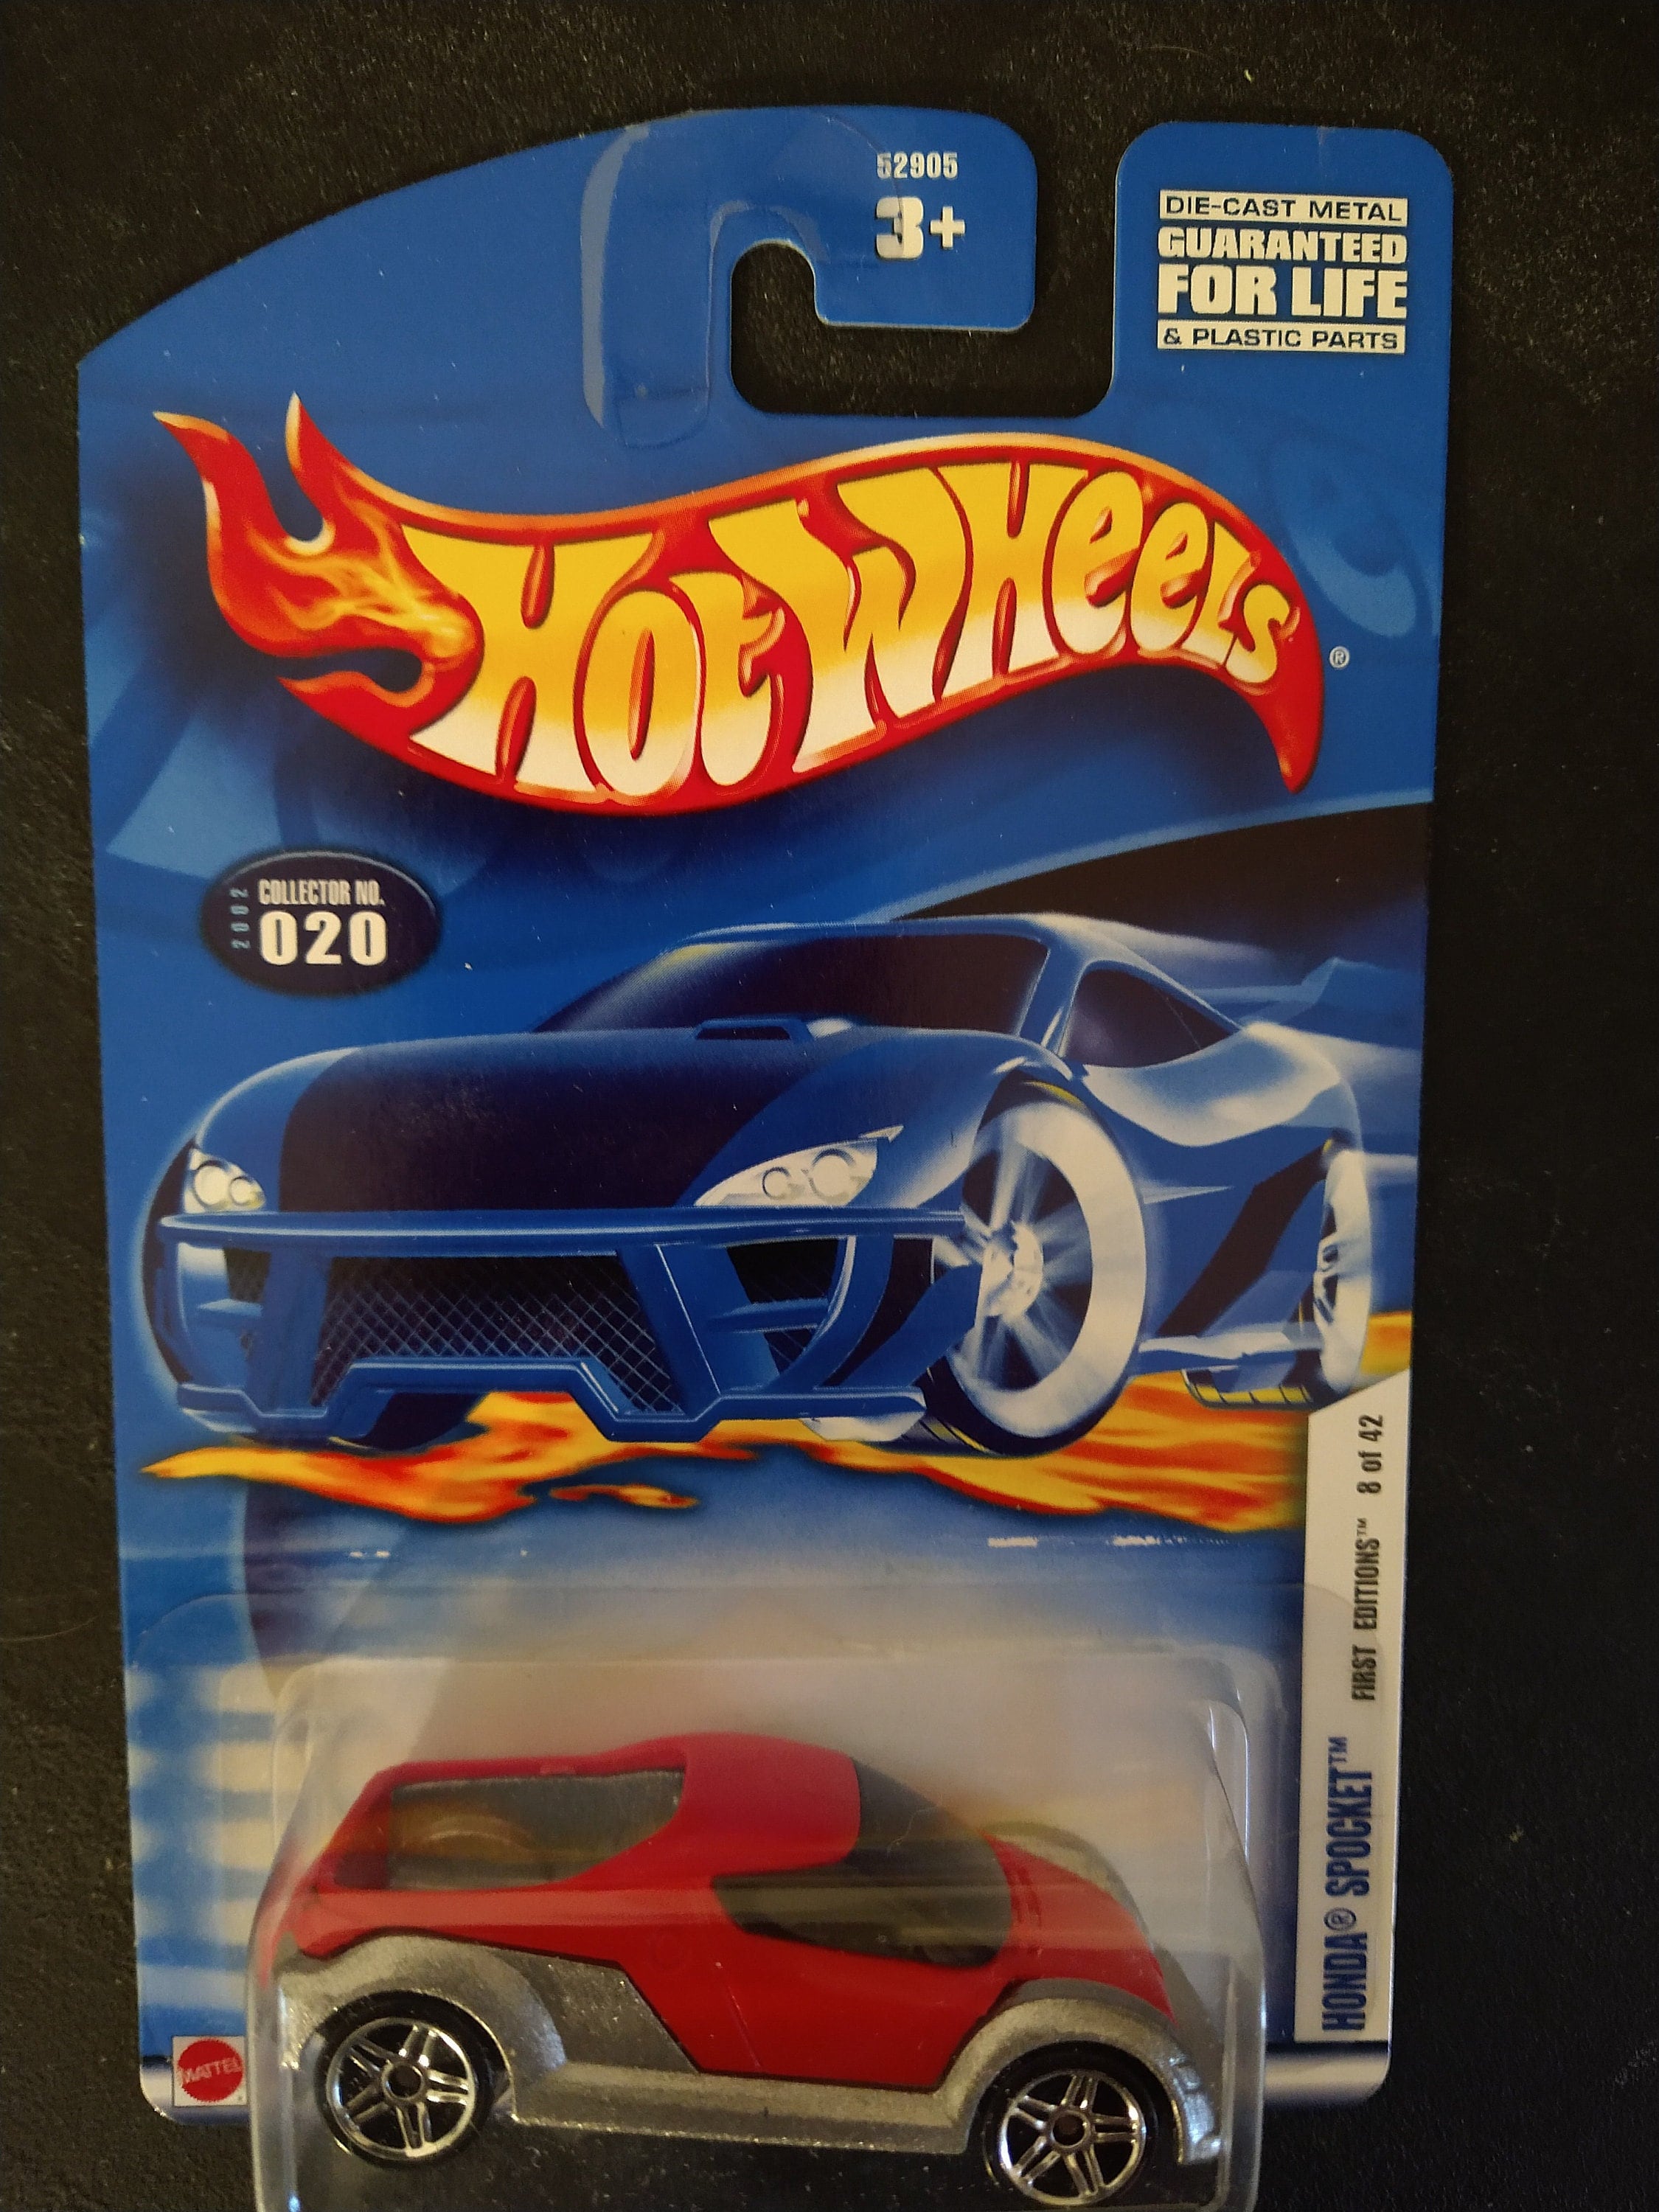 52905
3+
DIE-CAST METAL
GUARANTEED
FOR LIFE
& PLASTIC PARTS
HOT WHEELS
®
2002
COLLECTOR NO.
020
HONDA® SPOCKET™ FIRST EDITIONS™ 8 of 42
MATTEL